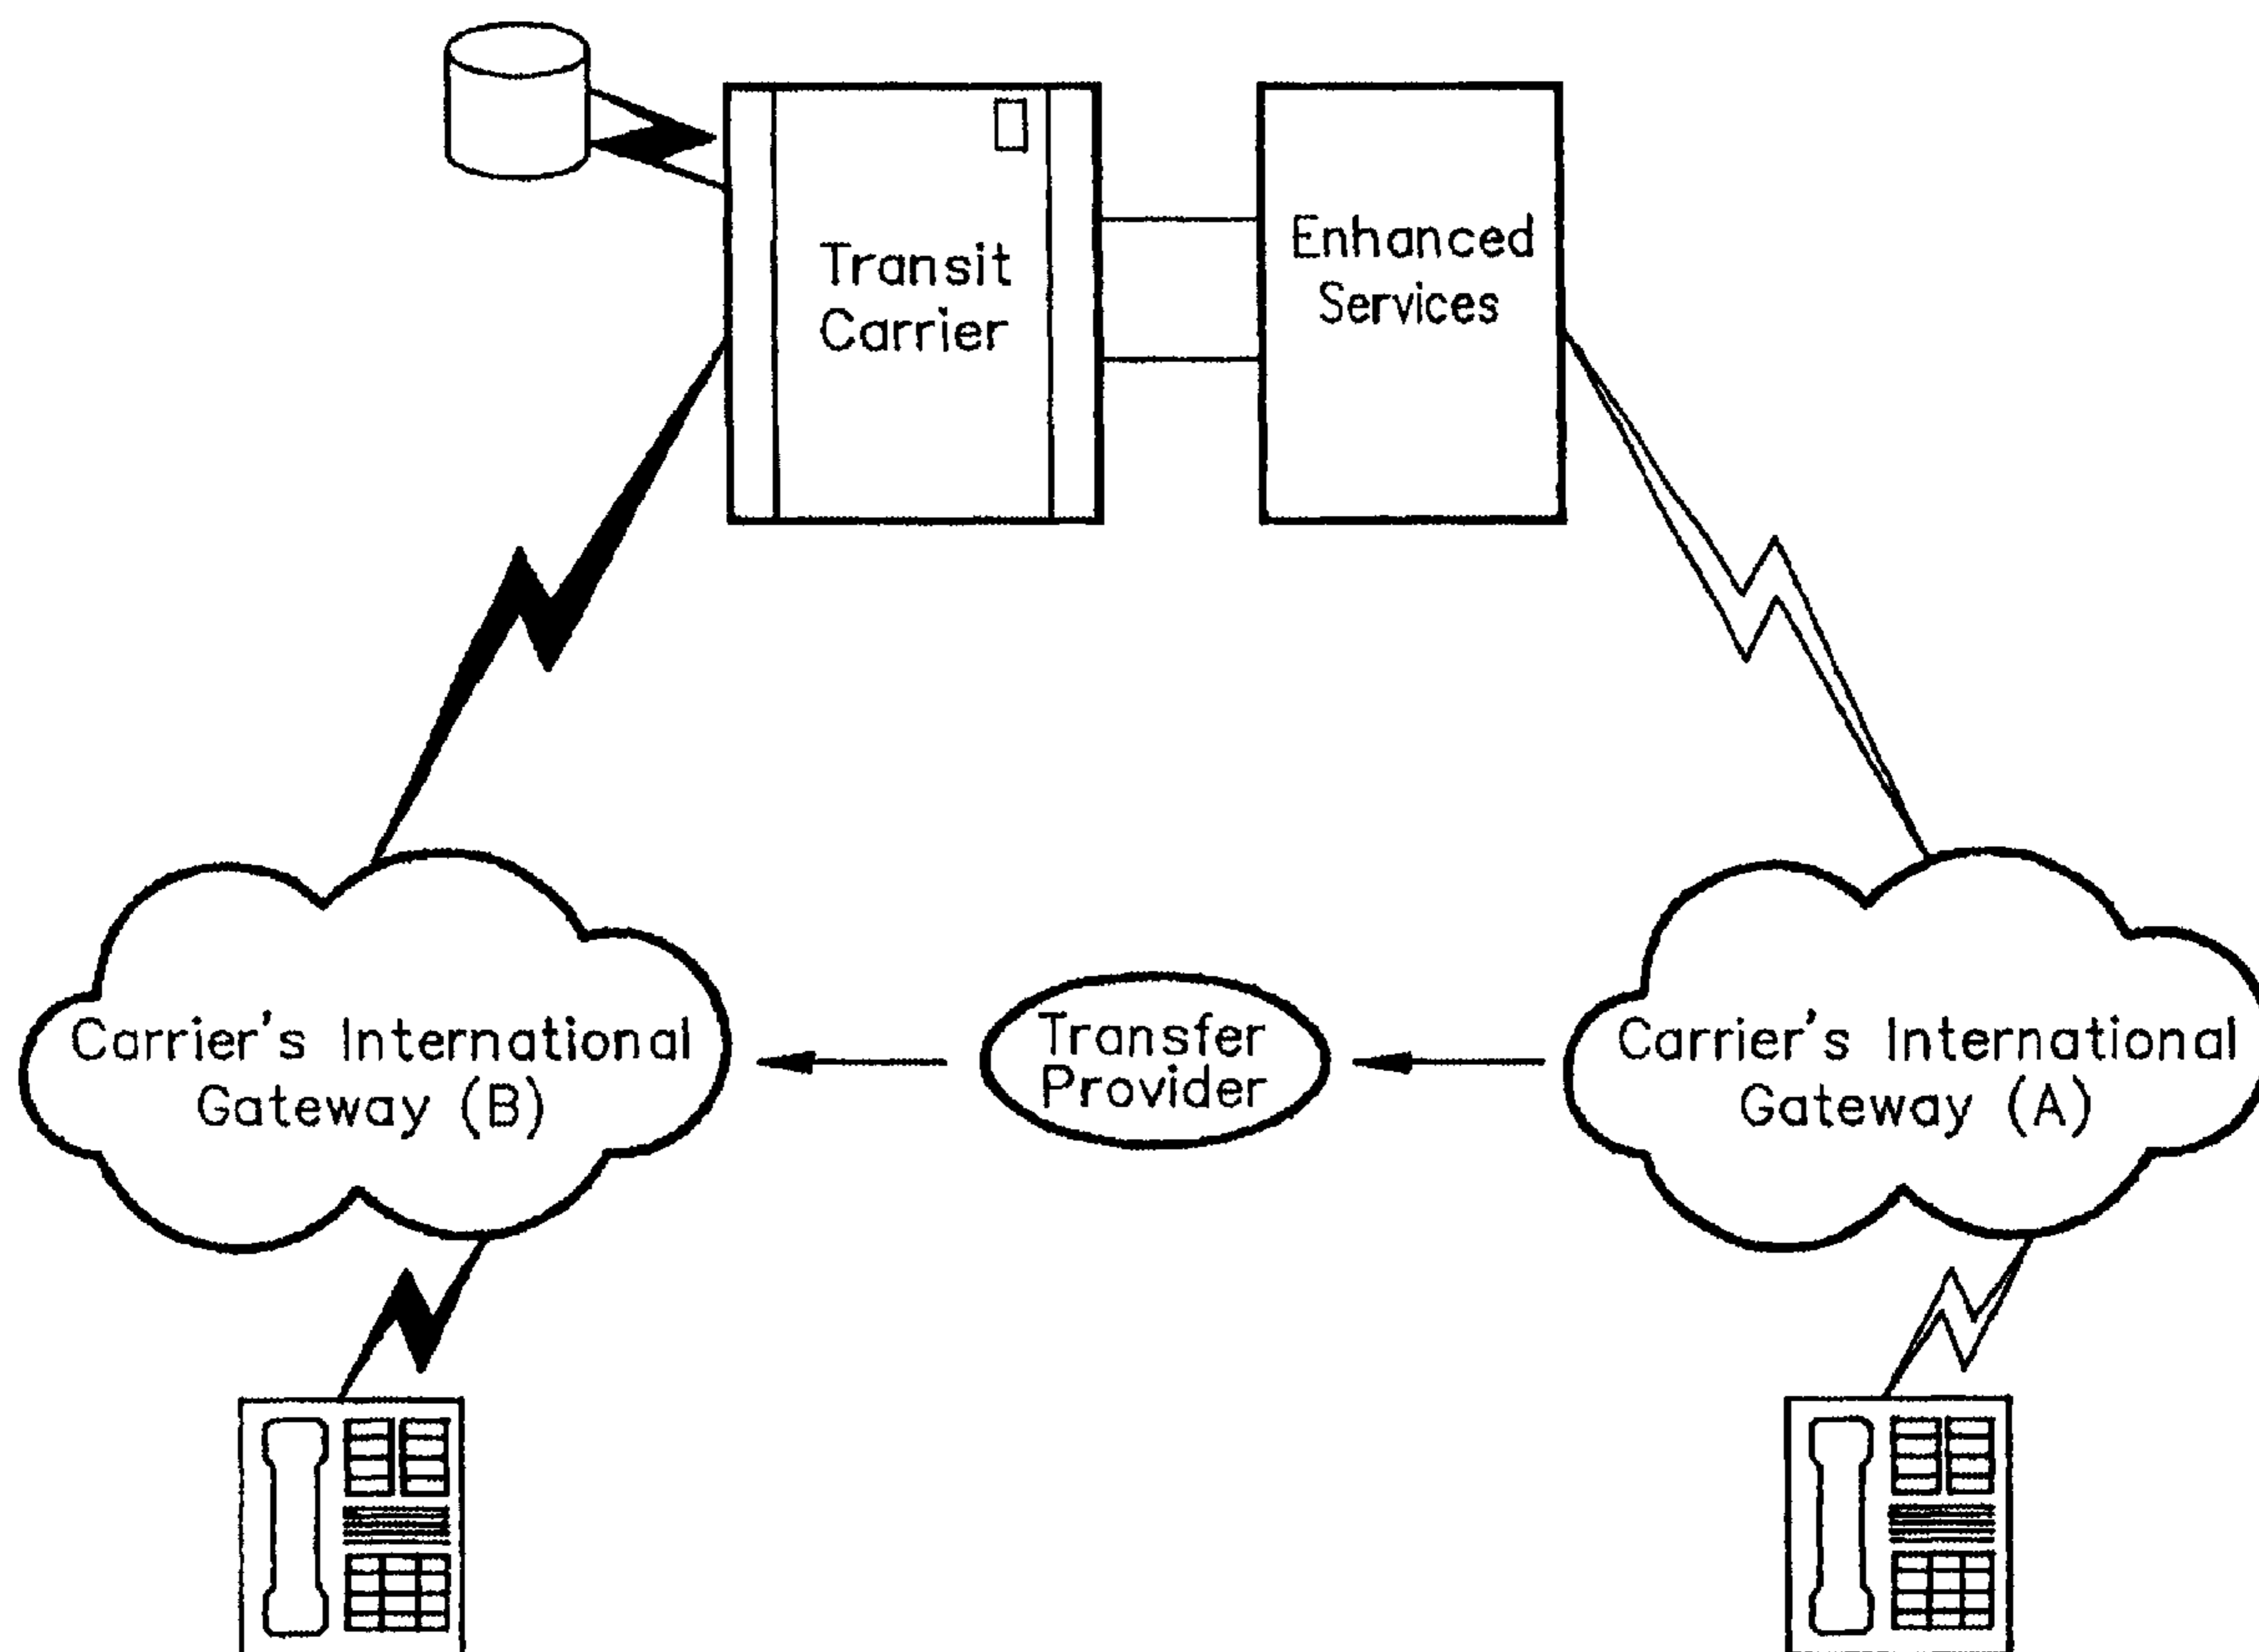 Transit
Carrier
Enhanced
Services
Carrier's International
Gateway (B)
Transfer
Provider
Carrier's International
Gateway (A)